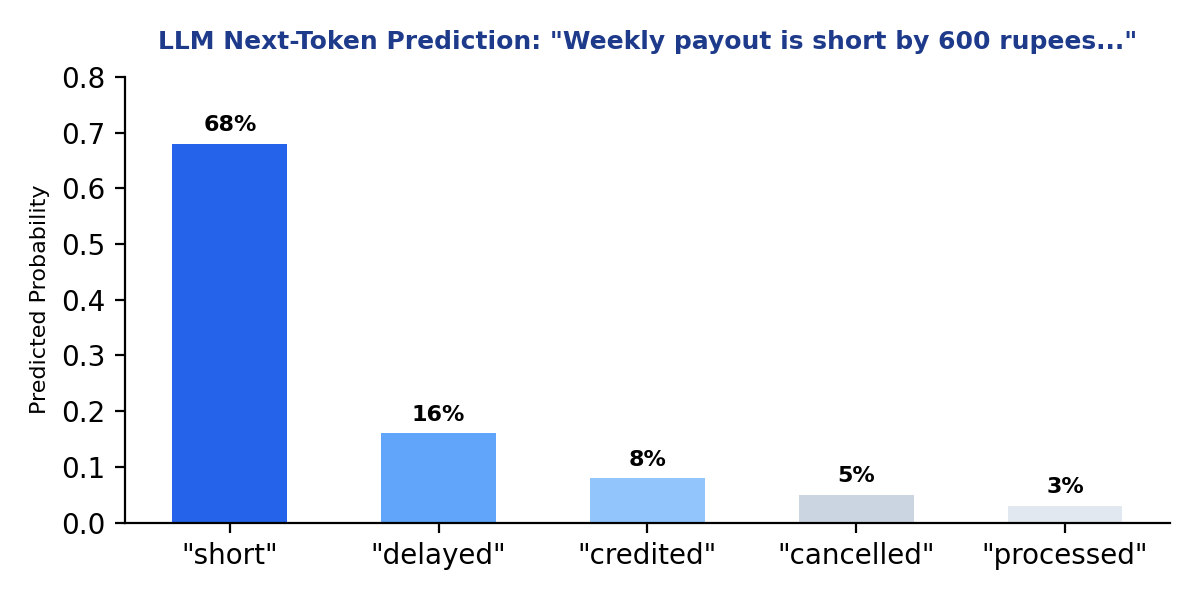 LLM Next-Token Prediction: "Weekly payout is short by 600 rupees..."
Predicted Probability
0.8
0.7
0.6
0.5
0.4
0.3
0.2
0.1
0.0
68%
16%
8%
5%
3%
"short"
"delayed"
"credited"
"cancelled"
"processed"